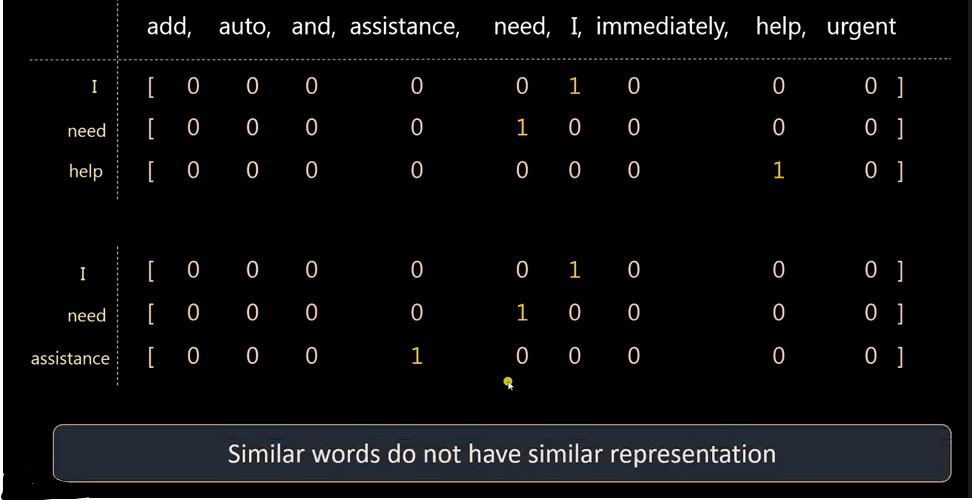 add, auto, and, assistance, need, I, immediately, help, urgent
I [ 0 0 0 0 0 1 0 0 0 ]
need [ 0 0 0 0 1 0 0 0 0 ]
help [ 0 0 0 0 0 0 0 1 0 ]
I [ 0 0 0 0 0 1 0 0 0 ]
need [ 0 0 0 0 1 0 0 0 0 ]
assistance [ 0 0 0 1 0 0 0 0 0 ]
Similar words do not have similar representation